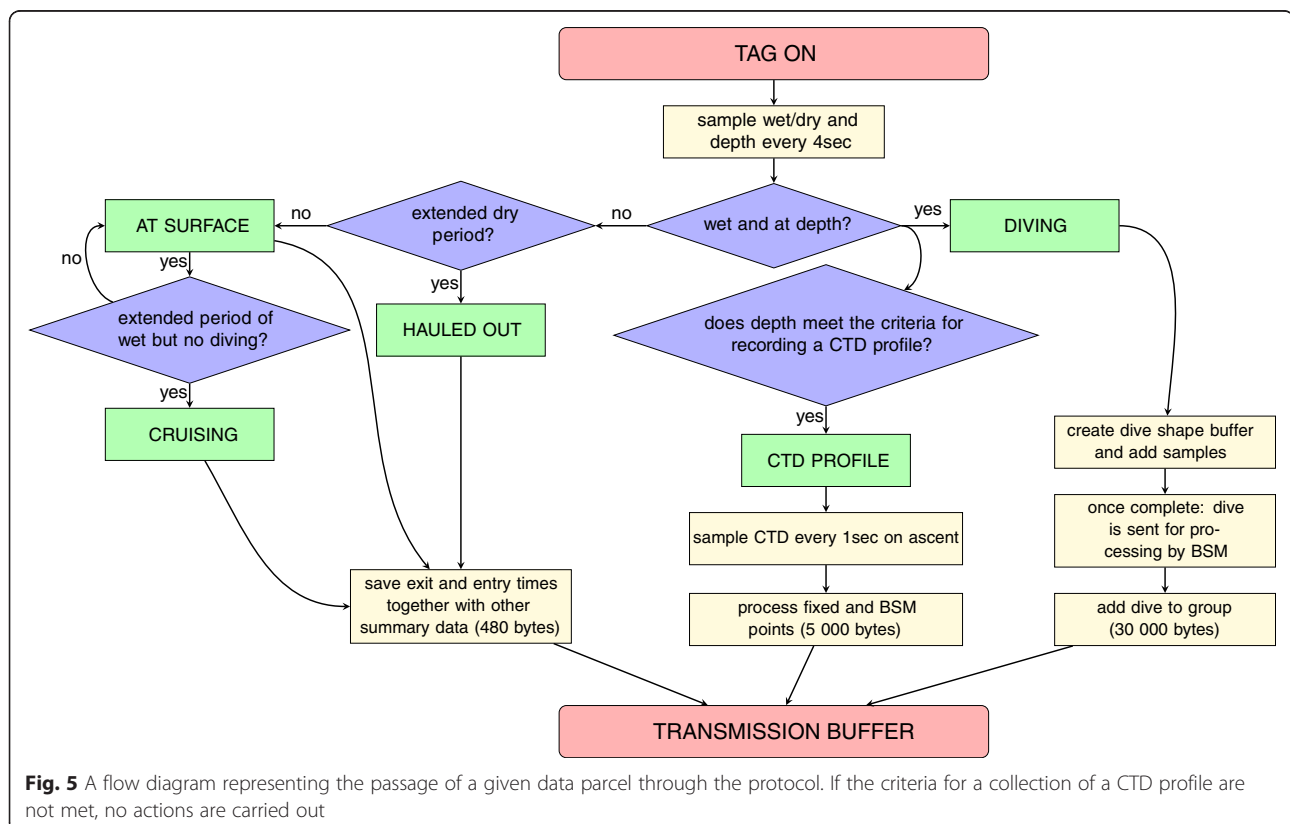 TAG ON
sample wet/dry and
depth every 4sec
wet and at depth?
yes
DIVING
no
extended dry
period?
no
AT SURFACE
yes
no
extended period of
wet but no diving?
yes
CRUISING
yes
HAULED OUT
does depth meet the criteria for
recording a CTD profile?
yes
CTD PROFILE
sample CTD every 1sec on ascent
process fixed and BSM
points (5 000 bytes)
create dive shape buffer
and add samples
once complete: dive
is sent for pro-
cessing by BSM
add dive to group
(30 000 bytes)
save exit and entry times
together with other
summary data (480 bytes)
TRANSMISSION BUFFER
Fig. 5 A flow diagram representing the passage of a given data parcel through the protocol. If the criteria for a collection of a CTD profile are
not met, no actions are carried out